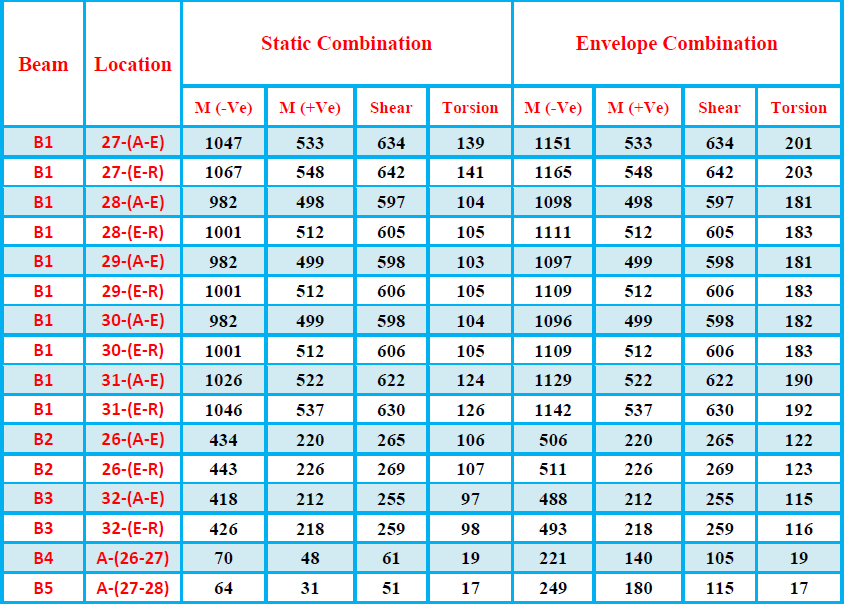 Beam Location Static Combination Envelope Combination
M (-Ve) M (+Ve) Shear Torsion M (-Ve) M (+Ve) Shear Torsion
B1 27-(A-E) 1047 533 634 139 1151 533 634 201
B1 27-(E-R) 1067 548 642 141 1165 548 642 203
B1 28-(A-E) 982 498 597 104 1098 498 597 181
B1 28-(E-R) 1001 512 605 105 1111 512 605 183
B1 29-(A-E) 982 499 598 103 1097 499 598 181
B1 29-(E-R) 1001 512 606 105 1109 512 606 183
B1 30-(A-E) 982 499 598 104 1096 499 598 182
B1 30-(E-R) 1001 512 606 105 1109 512 606 183
B1 31-(A-E) 1026 522 622 124 1129 522 622 190
B1 31-(E-R) 1046 537 630 126 1142 537 630 192
B2 26-(A-E) 434 220 265 106 506 220 265 122
B2 26-(E-R) 443 226 269 107 511 226 269 123
B3 32-(A-E) 418 212 255 97 488 212 255 115
B3 32-(E-R) 426 218 259 98 493 218 259 116
B4 A-(26-27) 70 48 61 19 221 140 105 19
B5 A-(27-28) 64 31 51 17 249 180 115 17